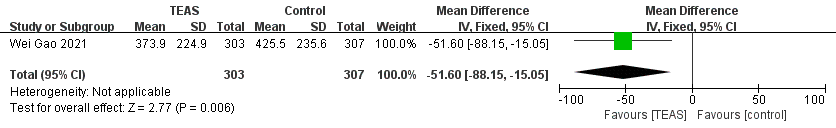 TEAS Control Mean Difference Mean Difference
Study or Subgroup Mean SD Total Mean SD Total Weight IV, Fixed, 95% CI IV, Fixed, 95% CI
Wei Gao 2021 373.9 224.9 303 425.5 235.6 307 100.0% -51.60 [-88.15, -15.05]
Total (95% CI) 303 307 100.0% -51.60 [-88.15, -15.05]
Heterogeneity: Not applicable
Test for overall effect: Z = 2.77 (P = 0.006)
-100 -50 0 50 100
Favours [TEAS] Favours [control]